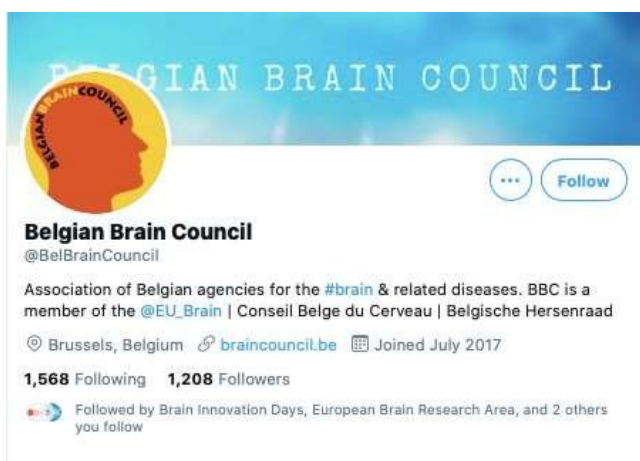 BELGIAN BRAIN COUNCIL
BELGIANBRAINCOUNCIL
... Follow
Belgian Brain Council
@BelBrainCouncil
Association of Belgian agencies for the #brain & related diseases. BBC is a
member of the @EU_Brain | Conseil Belge du Cerveau | Belgische Hersenraad
Brussels, Belgium braincouncil.be Joined July 2017
1,568 Following 1,208 Followers
Followed by Brain Innovation Days, European Brain Research Area, and 2 others
you follow